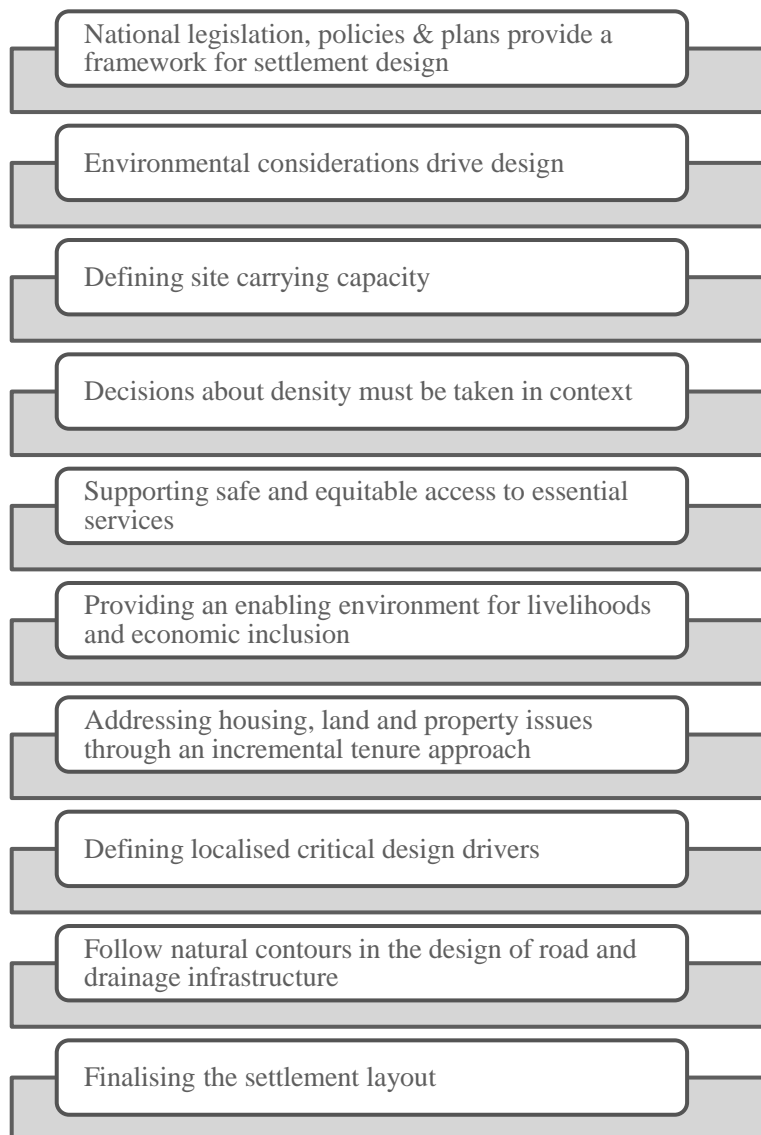 National legislation, policies & plans provide a
framework for settlement design
Environmental considerations drive design
Defining site carrying capacity
Decisions about density must be taken in context
Supporting safe and equitable access to essential
services
Providing an enabling environment for livelihoods
and economic inclusion
Addressing housing, land and property issues
through an incremental tenure approach
Defining localised critical design drivers
Follow natural contours in the design of road and
drainage infrastructure
Finalising the settlement layout